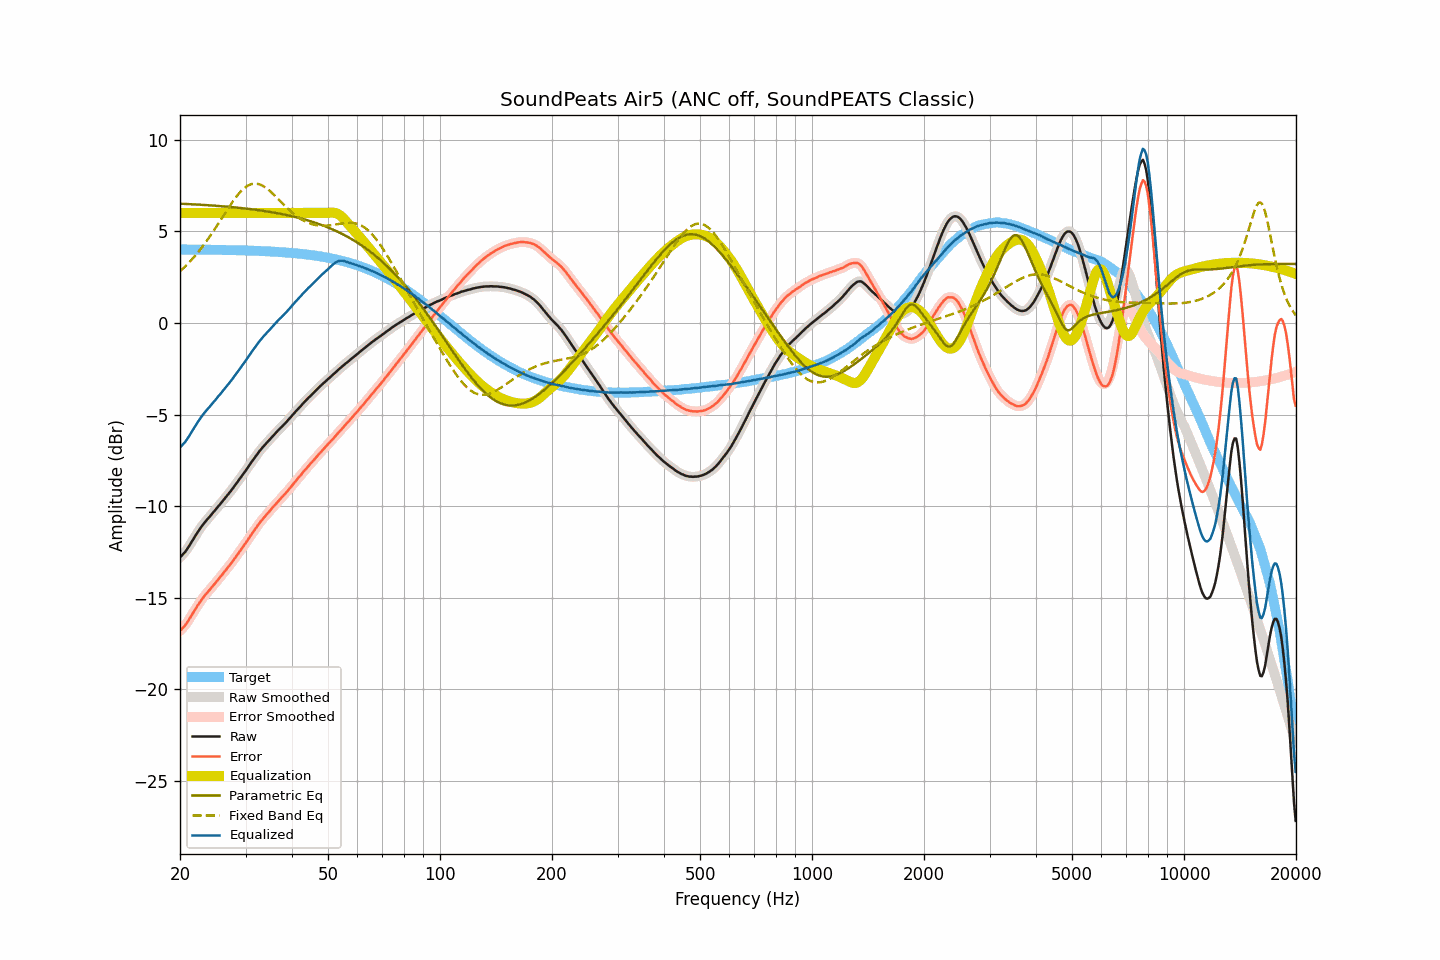 SoundPeats Air5 (ANC off, SoundPEATS Classic)
10
5
0
−5
−10
−15
−20
−25
Amplitude (dBr)
Target
Raw Smoothed
Error Smoothed
Raw
Error
Equalization
Parametric Eq
Fixed Band Eq
Equalized
20 50 100 200 500 1000 2000 5000 10000 20000
Frequency (Hz)